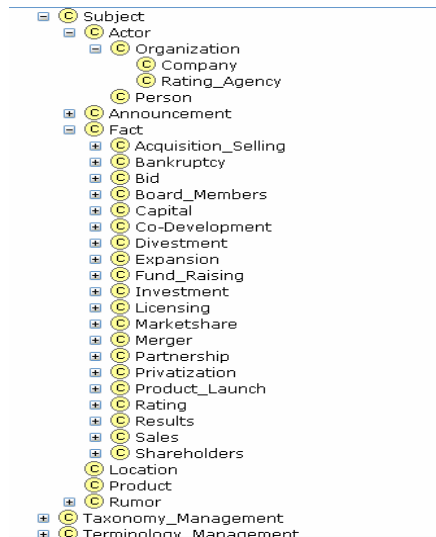 Subject
Actor
Organization
Company
Rating_Agency
Person
Announcement
Fact
Acquisition_Selling
Bankruptcy
Bid
Board_Members
Capital
Co-Development
Divestment
Expansion
Fund_Raising
Investment
Licensing
Marketshare
Merger
Partnership
Privatization
Product_Launch
Rating
Results
Sales
Shareholders
Location
Product
Rumor
Taxonomy_Management
Terminology_Management